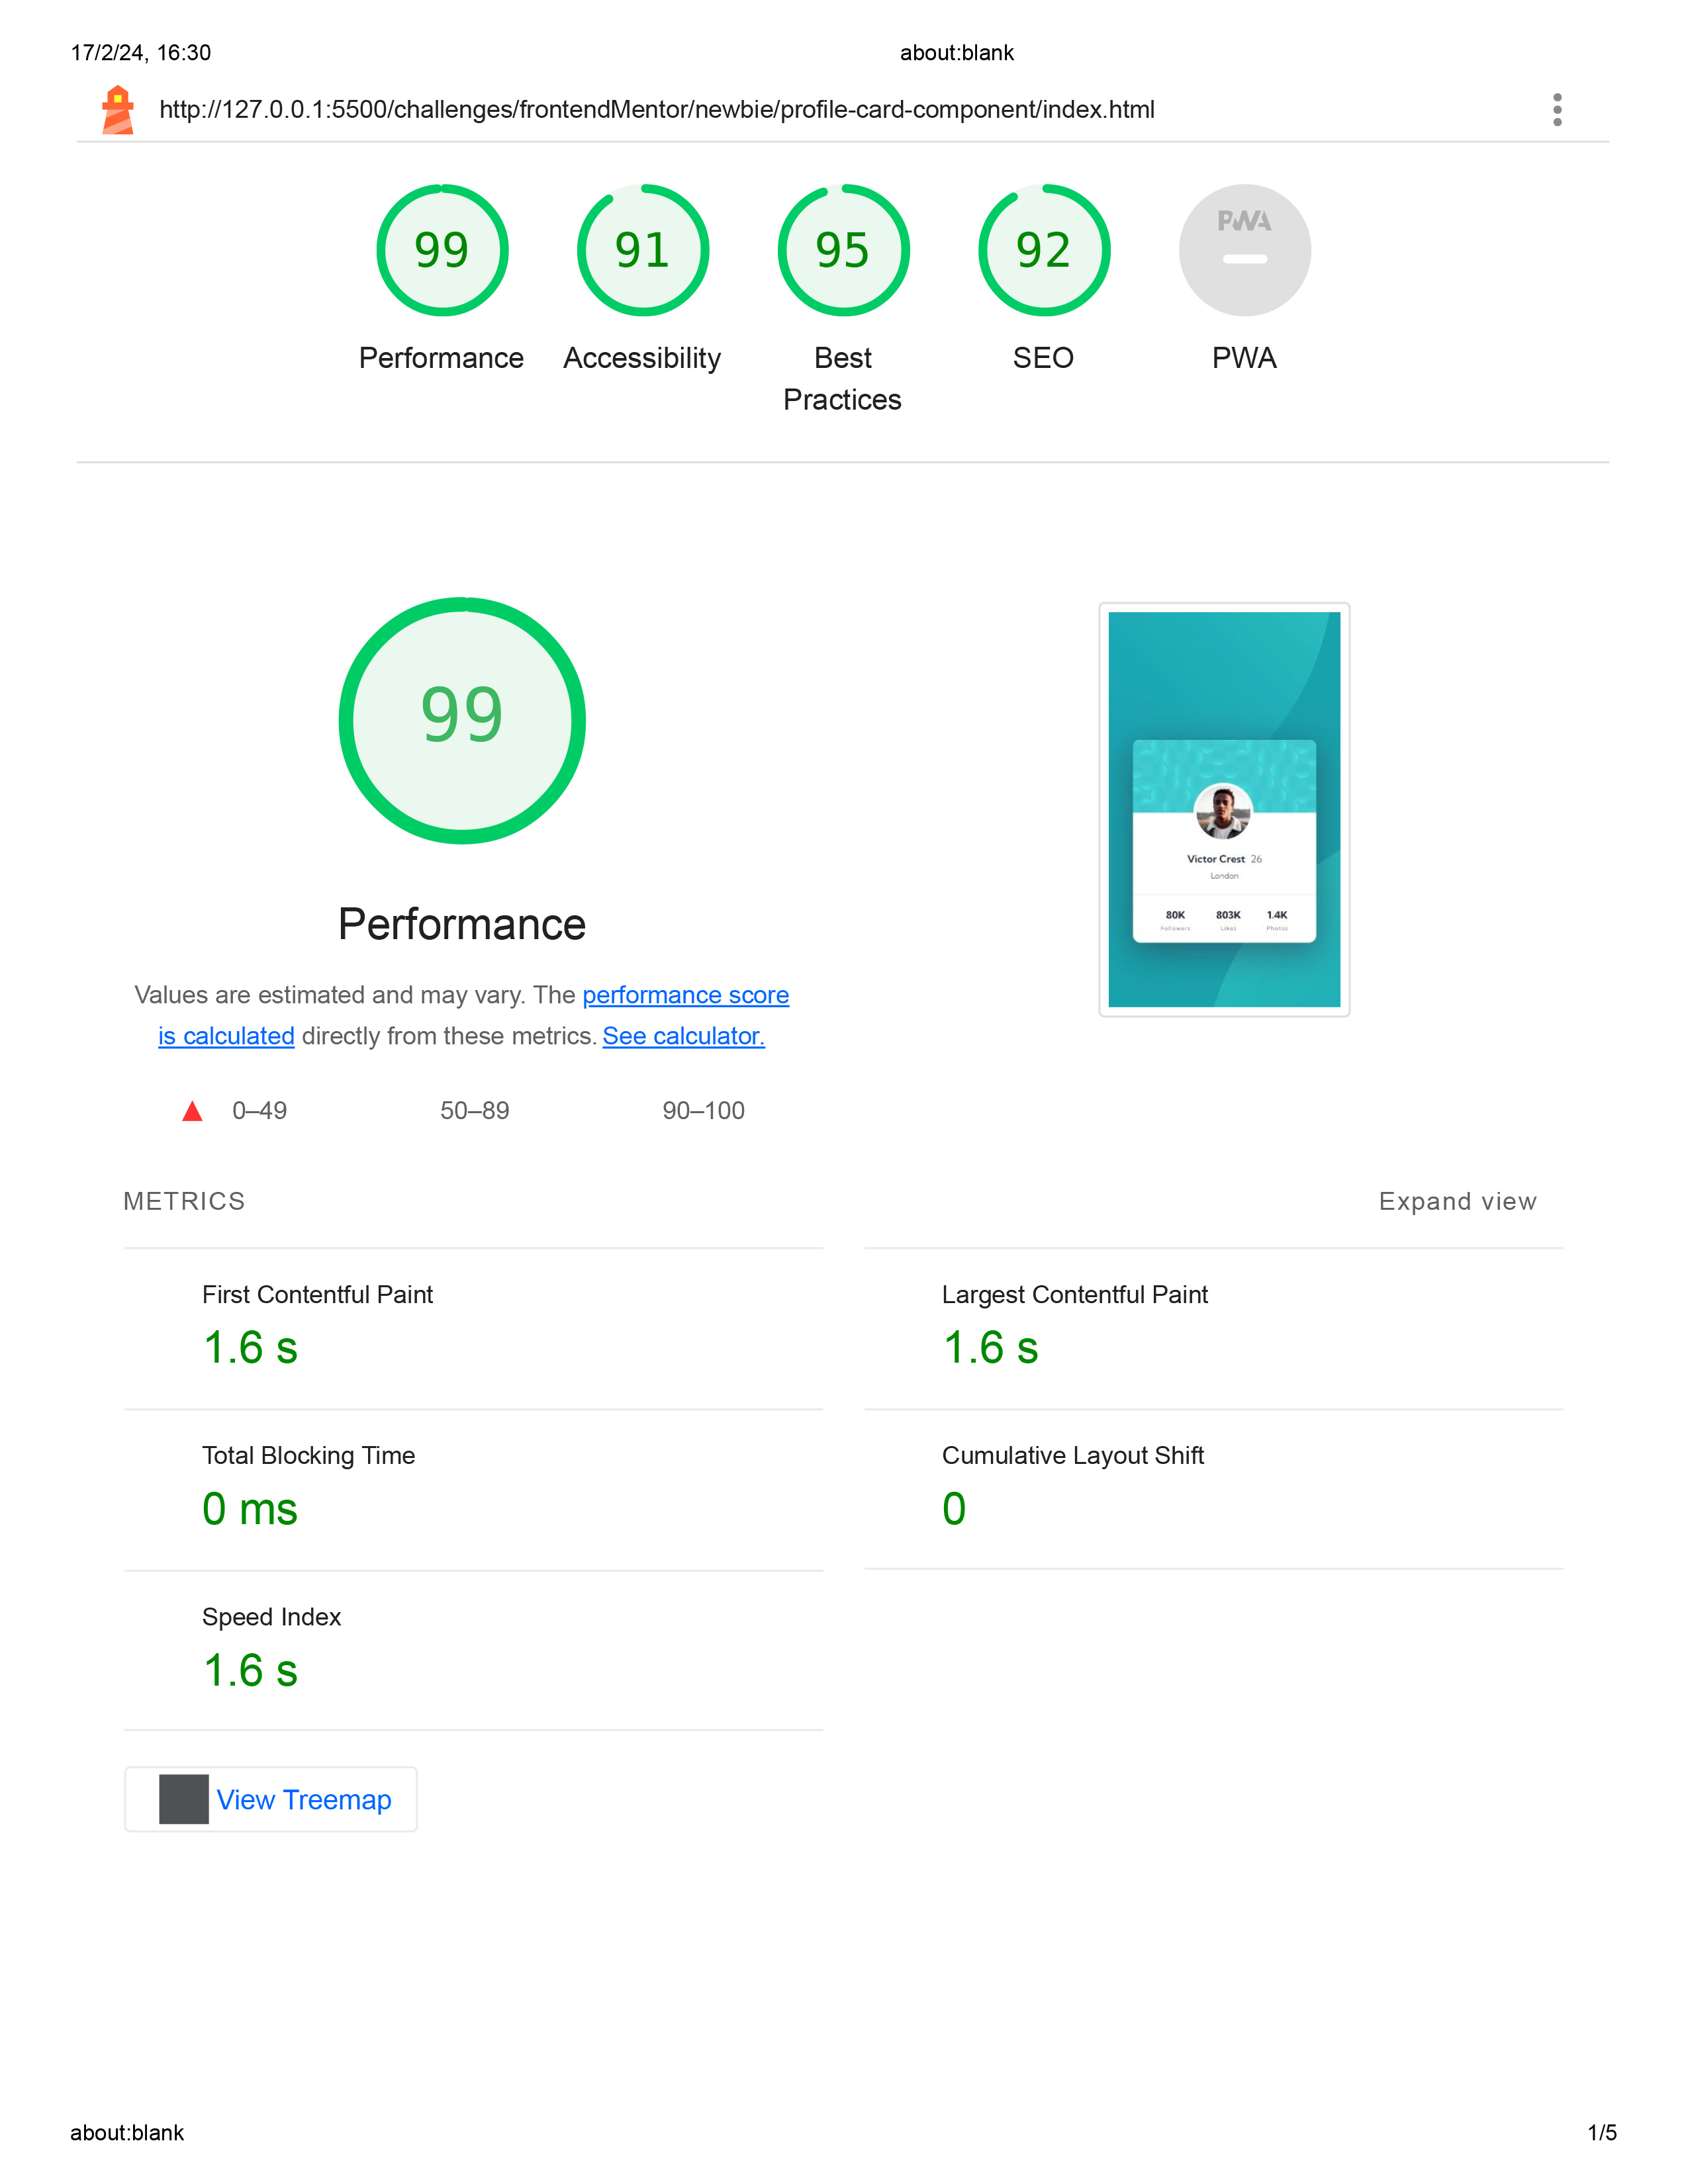 17/2/24, 16:30 about:blank
http://127.0.0.1:5500/challenges/frontendMentor/newbie/profile-card-component/index.html
99 91 95 92 PWA
Performance Accessibility Best Practices SEO PWA
99
Performance
Values are estimated and may vary. The performance score
is calculated directly from these metrics. See calculator.
0–49 50–89 90–100
Victor Crest 26
London
80K 803K 1.4K
Followers Likes Photos
METRICS Expand view
First Contentful Paint
1.6 s
Largest Contentful Paint
1.6 s
Total Blocking Time
0 ms
Cumulative Layout Shift
0
Speed Index
1.6 s
View Treemap
about:blank 1/5